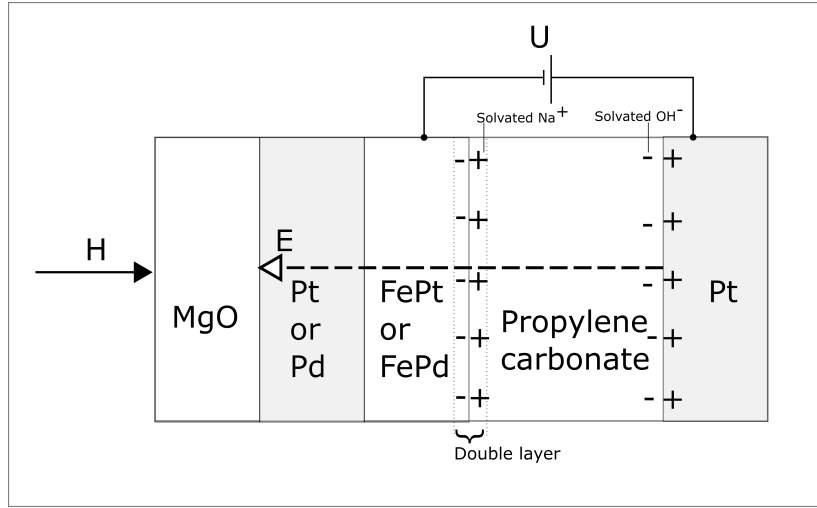 U
Solvated Na+
Solvated OH-
E
H
Pt
or
Pd
FePt
or
FePd
MgO
Propylene
carbonate
Pt
- + - +
- + - +
- + - +
- + - +
- + - +
Double layer